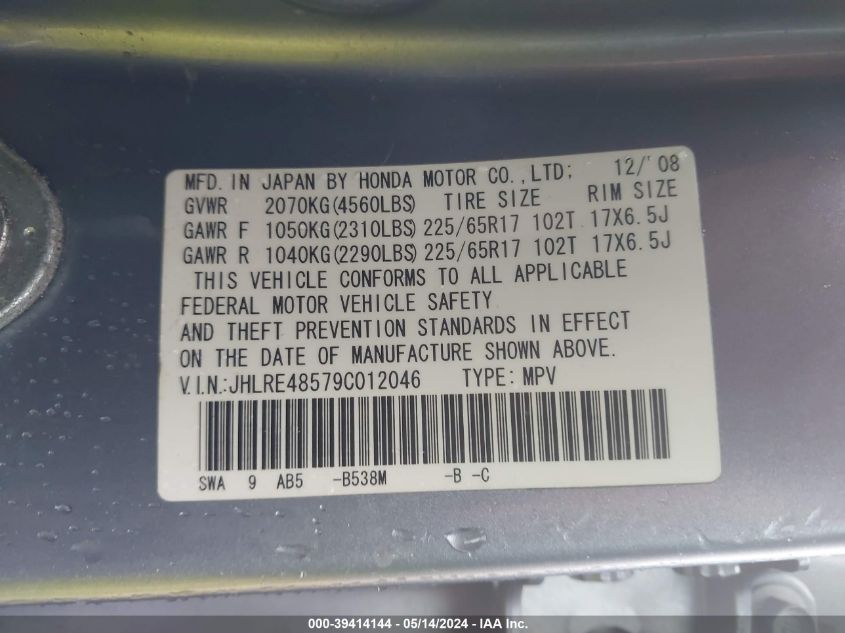 MFD. IN JAPAN BY HONDA MOTOR CO., LTD; 12/'08
GVWR 2070KG(4560LBS) TIRE SIZE RIM SIZE
GAWR F 1050KG(2310LBS) 225/65R17 102T 17X6.5J
GAWR R 1040KG(2290LBS) 225/65R17 102T 17X6.5J
THIS VEHICLE CONFORMS TO ALL APPLICABLE
FEDERAL MOTOR VEHICLE SAFETY
AND THEFT PREVENTION STANDARDS IN EFFECT
ON THE DATE OF MANUFACTURE SHOWN ABOVE.
V.I.N.:JHLRE48579C012046 TYPE: MPV
SWA 9 AB5 -B538M -B -C
000-39414144 - 05/14/2024 - IAA Inc.